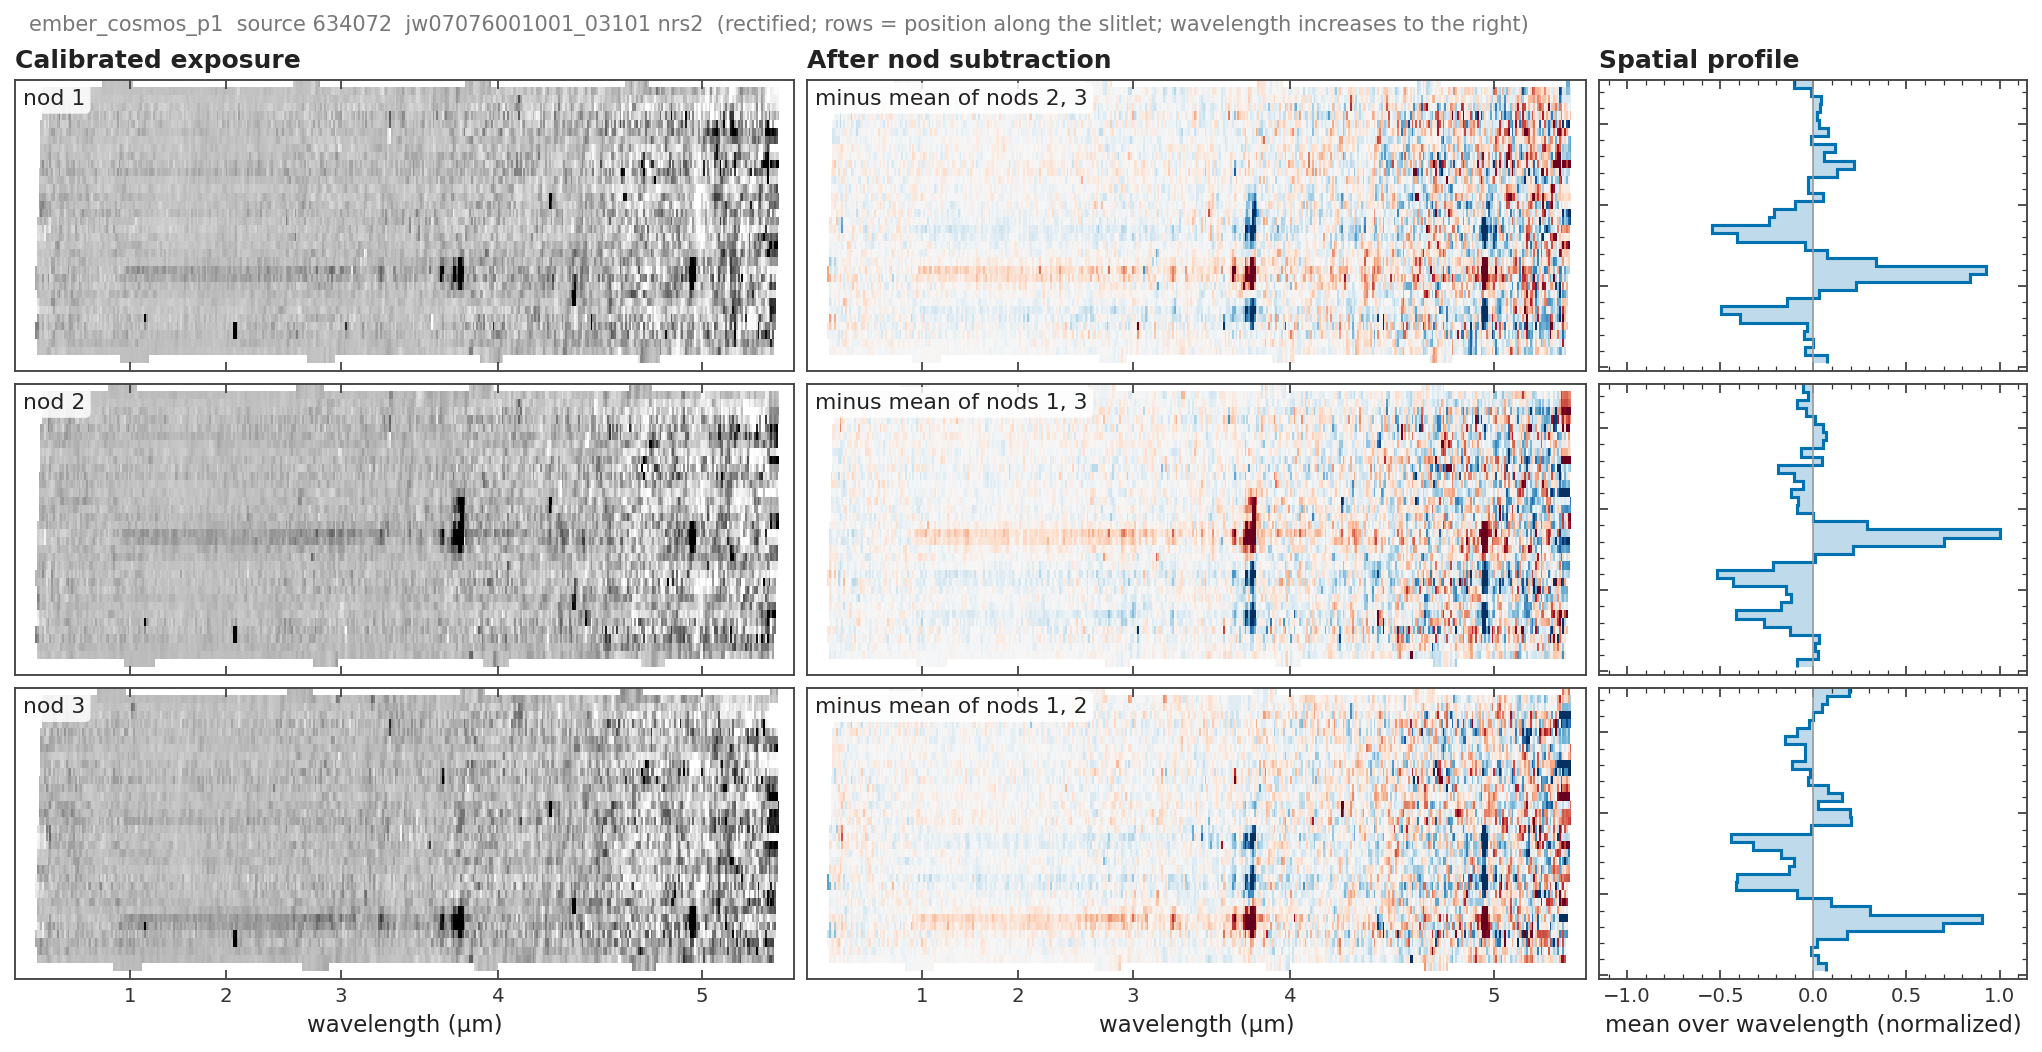 ember_cosmos_p1 source 634072 jw07076001001_03101 nrs2 (rectified; rows = position along the slitlet; wavelength increases to the right)
Calibrated exposure
After nod subtraction
Spatial profile
nod 1
minus mean of nods 2, 3
nod 2
minus mean of nods 1, 3
nod 3
minus mean of nods 1, 2
1 2 3 4 5
1 2 3 4 5
−1.0 −0.5 0.0 0.5 1.0
wavelength (μm)
wavelength (μm)
mean over wavelength (normalized)